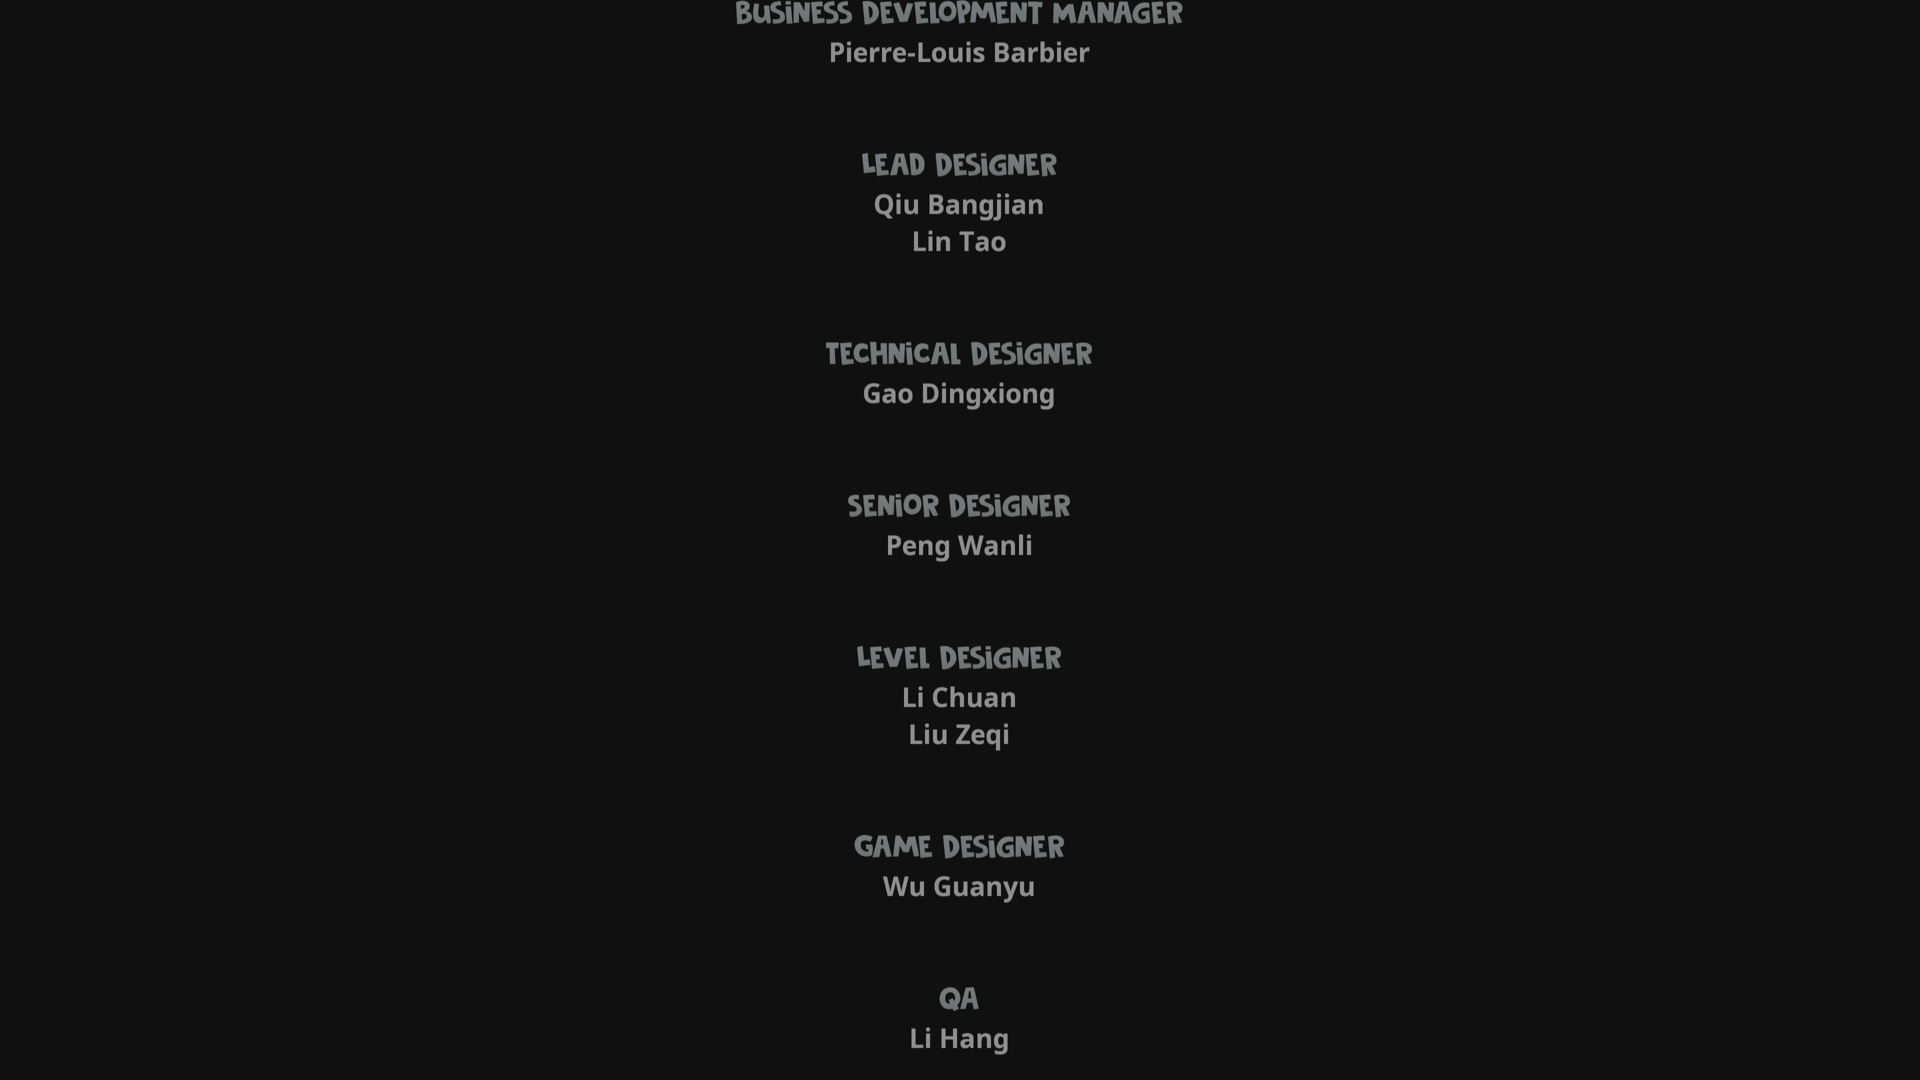 BUSiNESS DEVELOPMENT MANAGER
Pierre-Louis Barbier
LEAD DESiGNER
Qiu Bangjian
Lin Tao
TECHNiCAL DESiGNER
Gao Dingxiong
SENiOR DESiGNER
Peng Wanli
LEVEL DESiGNER
Li Chuan
Liu Zeqi
GAME DESiGNER
Wu Guanyu
QA
Li Hang